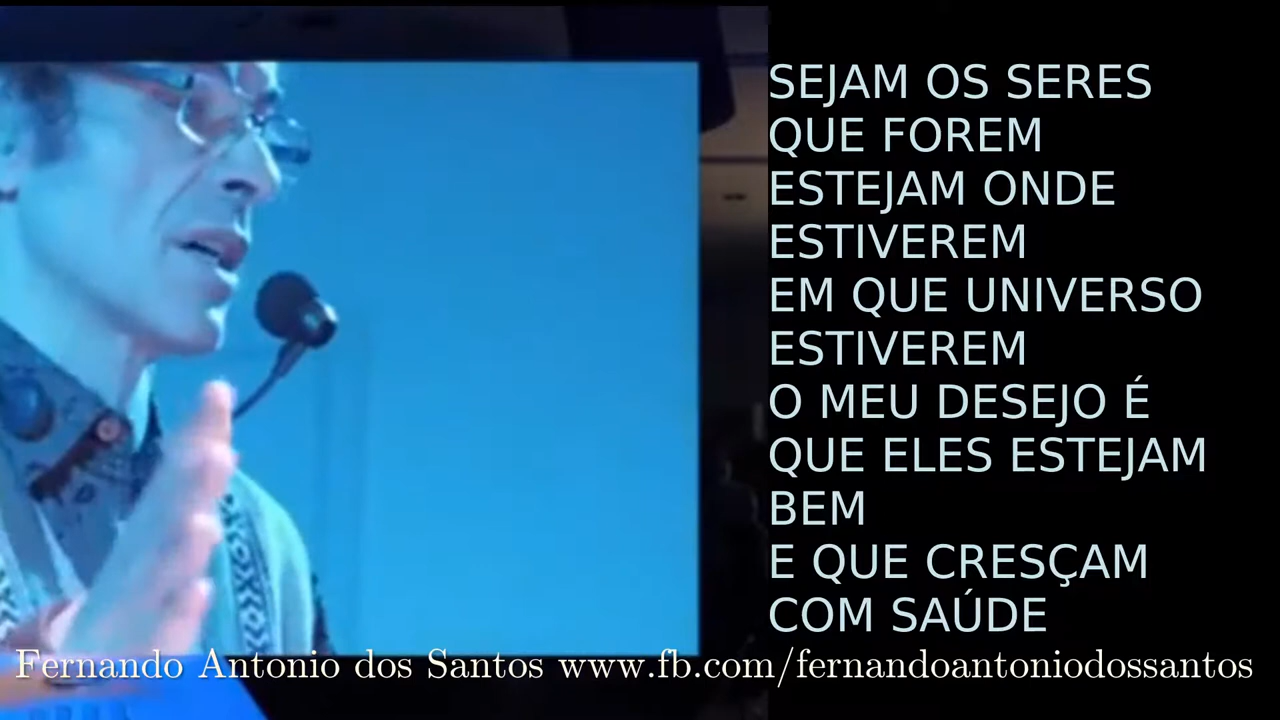 SEJAM OS SERES
QUE FOREM
ESTEJAM ONDE
ESTIVEREM
EM QUE UNIVERSO
ESTIVEREM
O MEU DESEJO É
QUE ELES ESTEJAM
BEM
E QUE CRESÇAM
COM SAÚDE
Fernando Antonio dos Santos www.fb.com/fernandoantoniodossantos